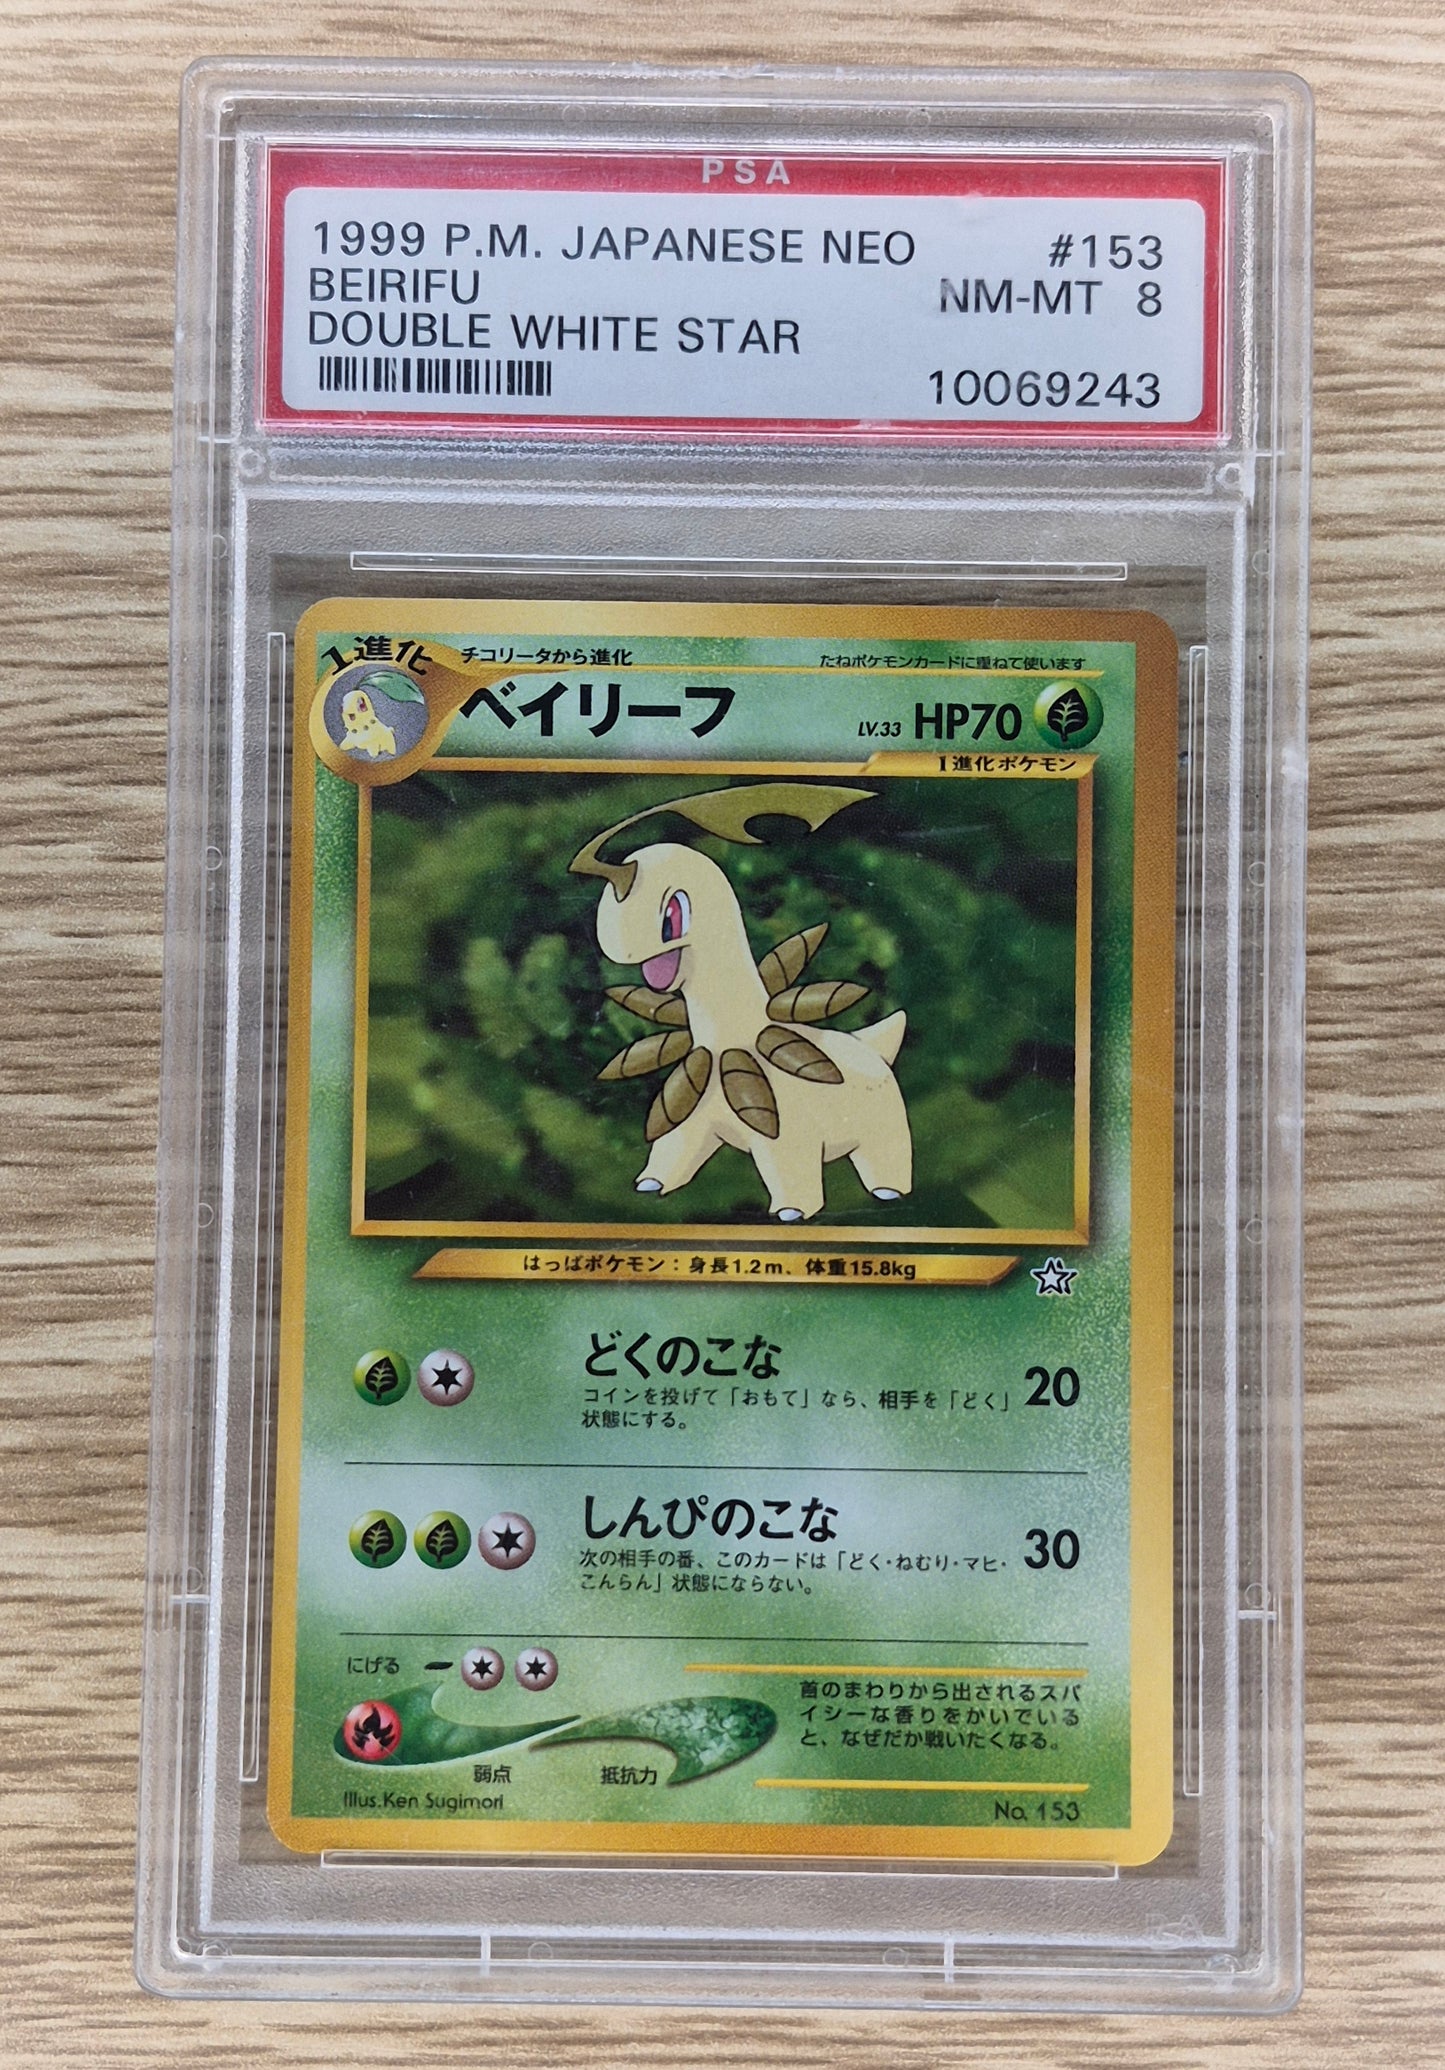 PSA
1999 P.M. JAPANESE NEO #153
BEIRIFU NM-MT 8
DOUBLE WHITE STAR
10069243
1進化 チコリータから進化 たねポケモンカードに重ねて使います
ベイリーフ LV.33 HP70
1進化ポケモン
はっぱポケモン：身長1.2m、体重15.8kg
どくのこな 20
コインを投げて「おもて」なら、相手を「どく」
状態にする。
しんぴのこな 30
次の相手の番、このカードは「どく・ねむり・マヒ・
こんらん」状態にならない。
にげる
首のまわりから出されるスパ
イシーな香りをかいでいる
と、なぜだか戦いたくなる。
弱点 抵抗力
Illus.Ken Sugimori No. 153
PSA